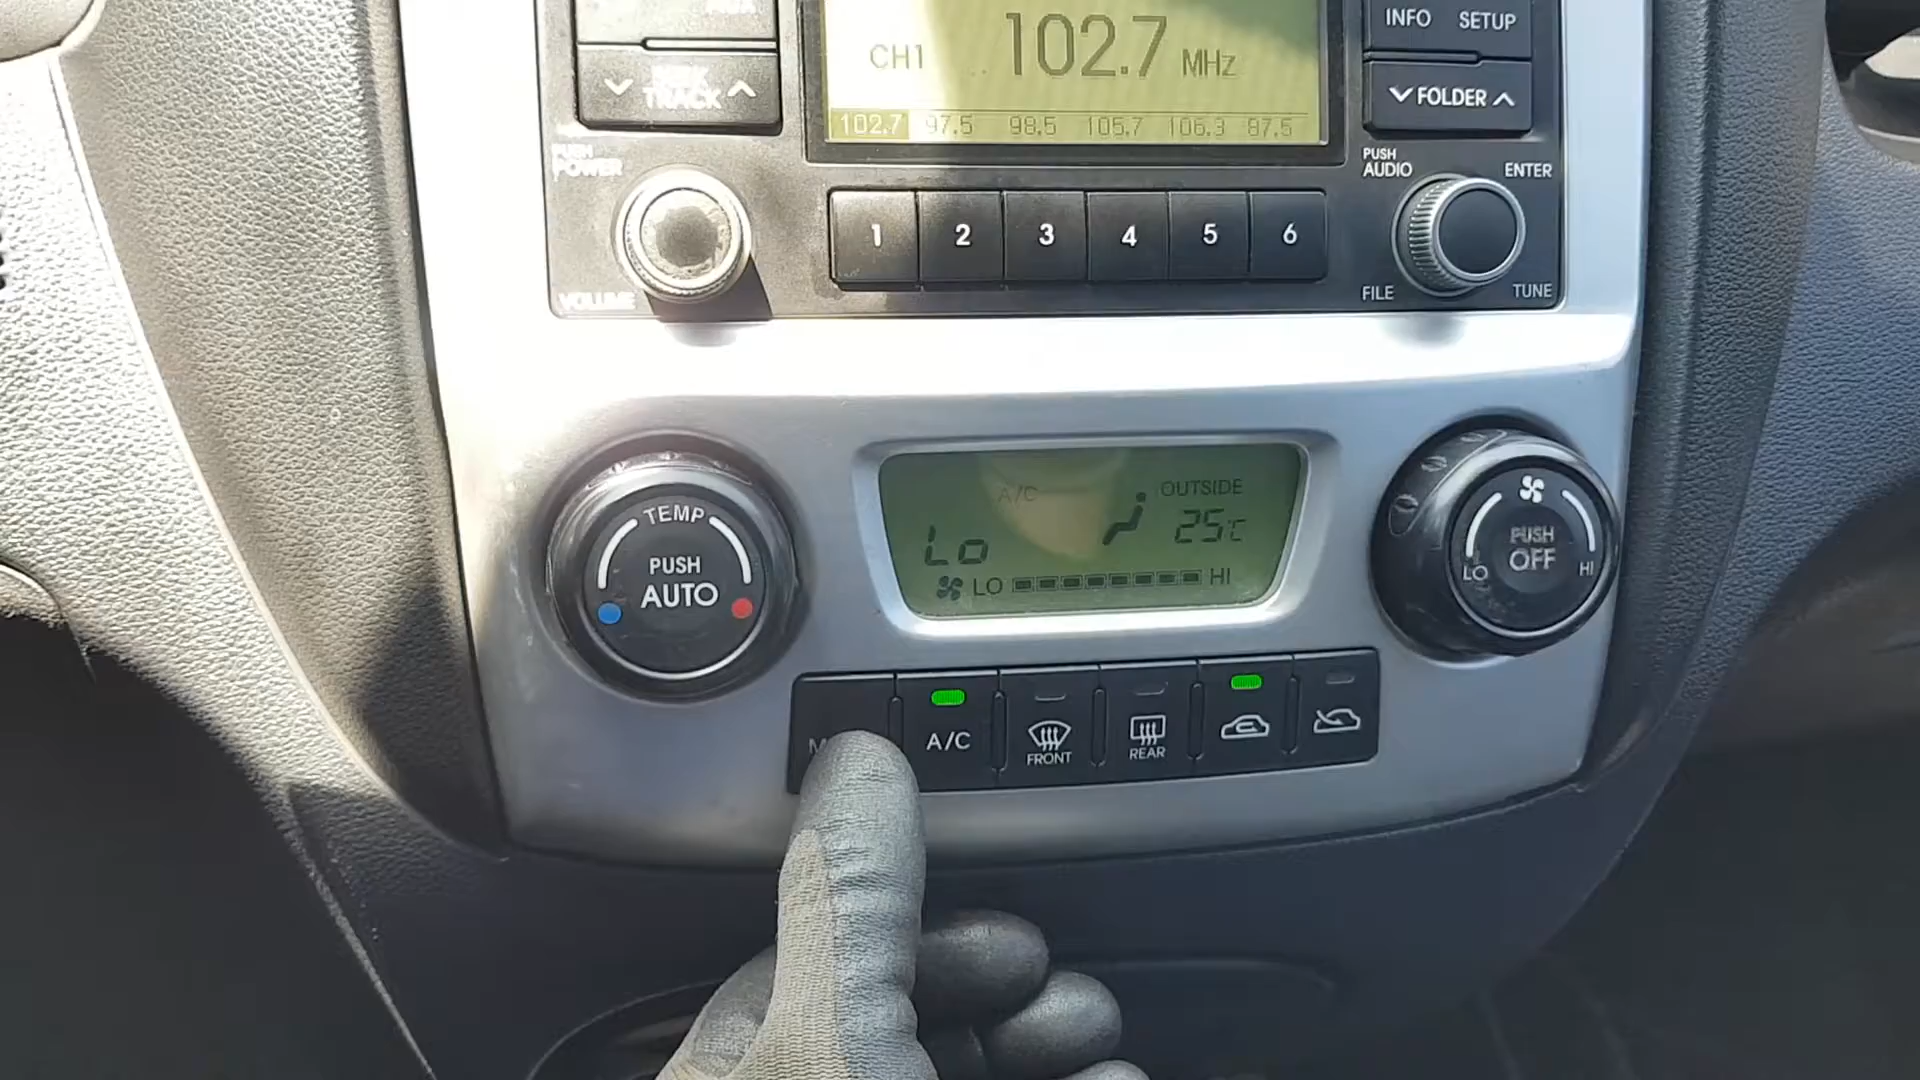 INFO SETUP
CH1 102.7 MHz
TRACK
FOLDER
102.7 97.5 98.5 105.7 106.3 87.5
PUSH
POWER
VOLUME
1 2 3 4 5 6
PUSH
AUDIO
ENTER
FILE
TUNE
TEMP
PUSH
AUTO
A/C
OUTSIDE
Lo 25℃
LO HI
PUSH
OFF
LO HI
A/C
FRONT
REAR